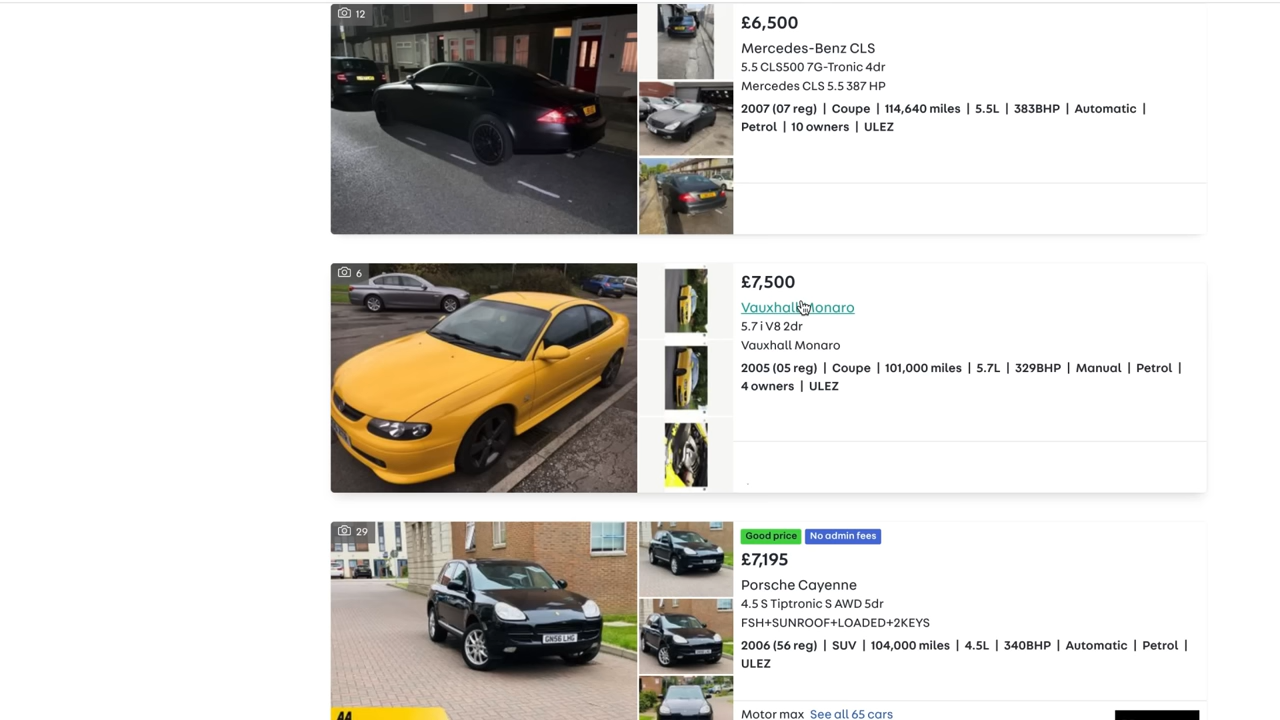 12
£6,500
Mercedes-Benz CLS
5.5 CLS500 7G-Tronic 4dr
Mercedes CLS 5.5 387 HP
2007 (07 reg) | Coupe | 114,640 miles | 5.5L | 383BHP | Automatic |
Petrol | 10 owners | ULEZ
6
£7,500
Vauxhall Monaro
5.7 i V8 2dr
Vauxhall Monaro
2005 (05 reg) | Coupe | 101,000 miles | 5.7L | 329BHP | Manual | Petrol |
4 owners | ULEZ
29
Good price No admin fees
£7,195
Porsche Cayenne
4.5 S Tiptronic S AWD 5dr
FSH+SUNROOF+LOADED+2KEYS
2006 (56 reg) | SUV | 104,000 miles | 4.5L | 340BHP | Automatic | Petrol |
ULEZ
GN56 LHG
AA
Motor max See all 65 cars